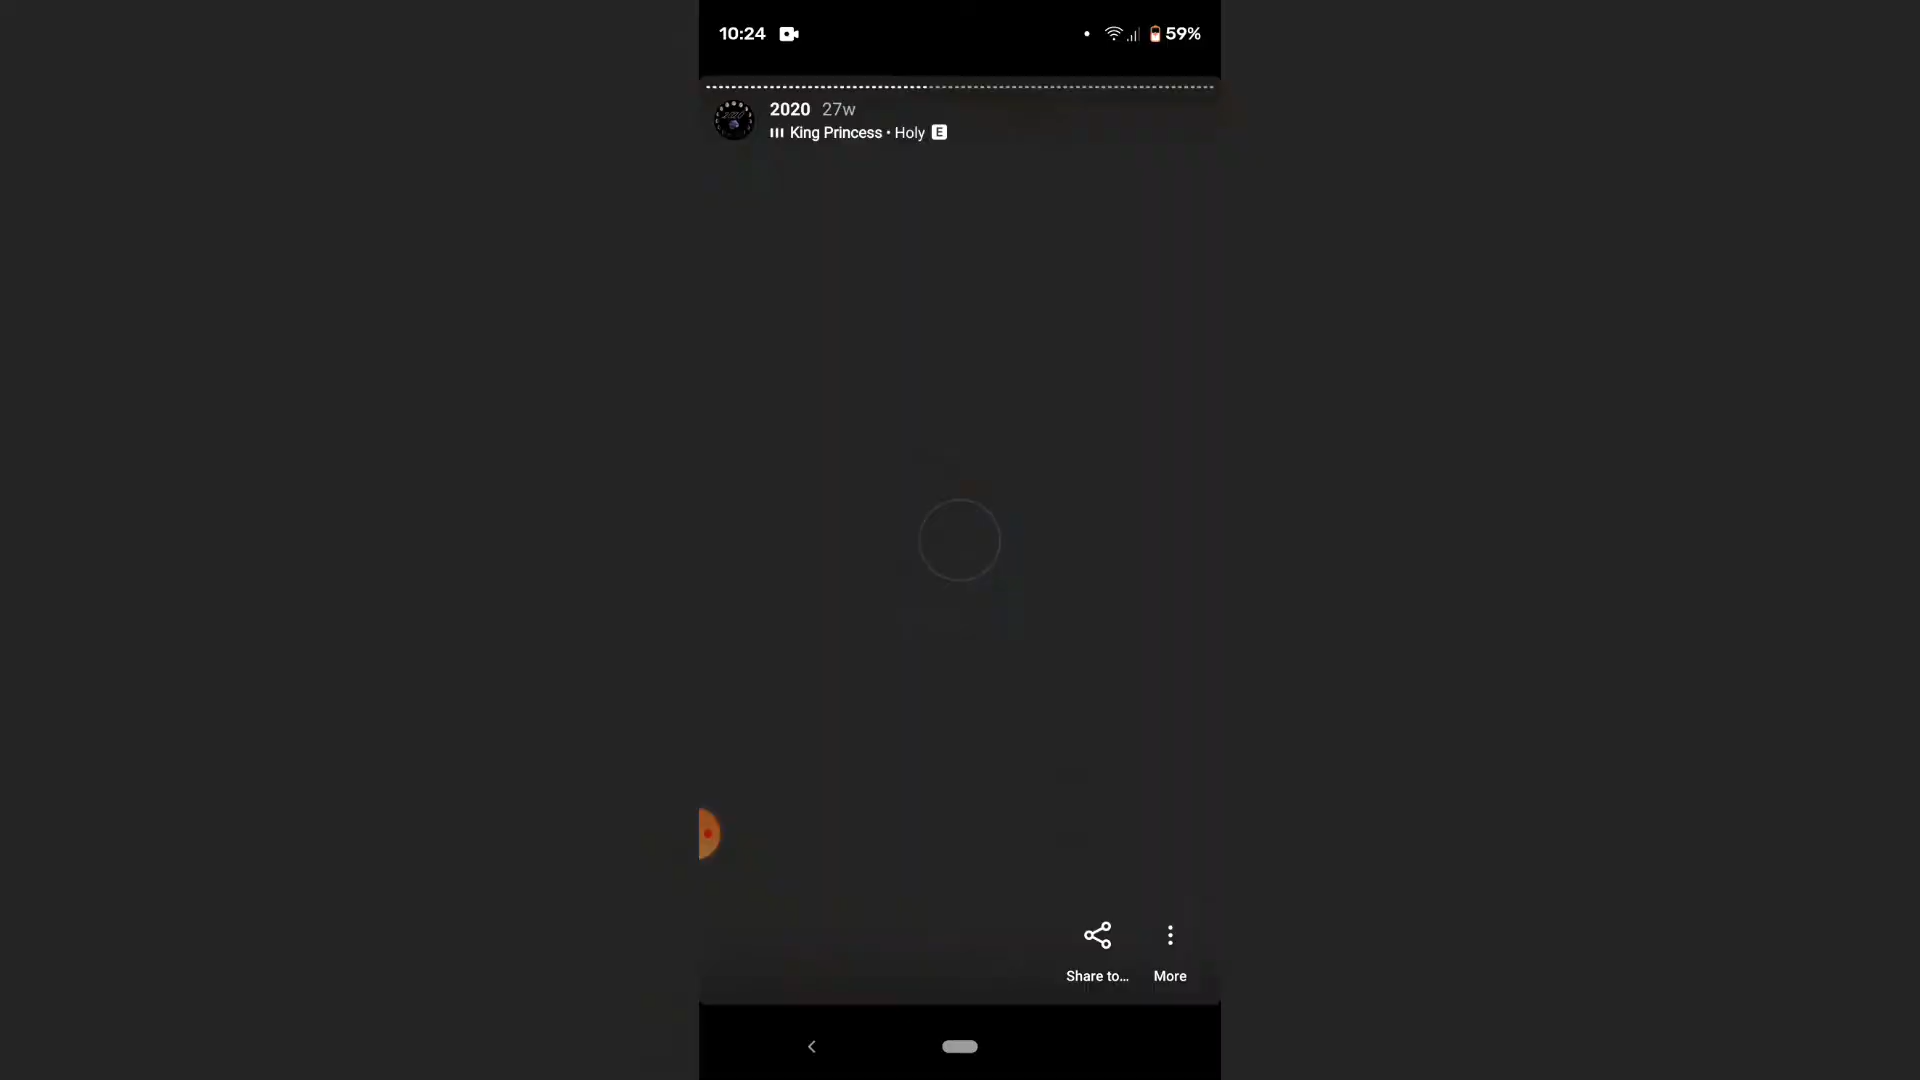 10:24
59%
2020 27w
King Princess • Holy E
Share to...
More